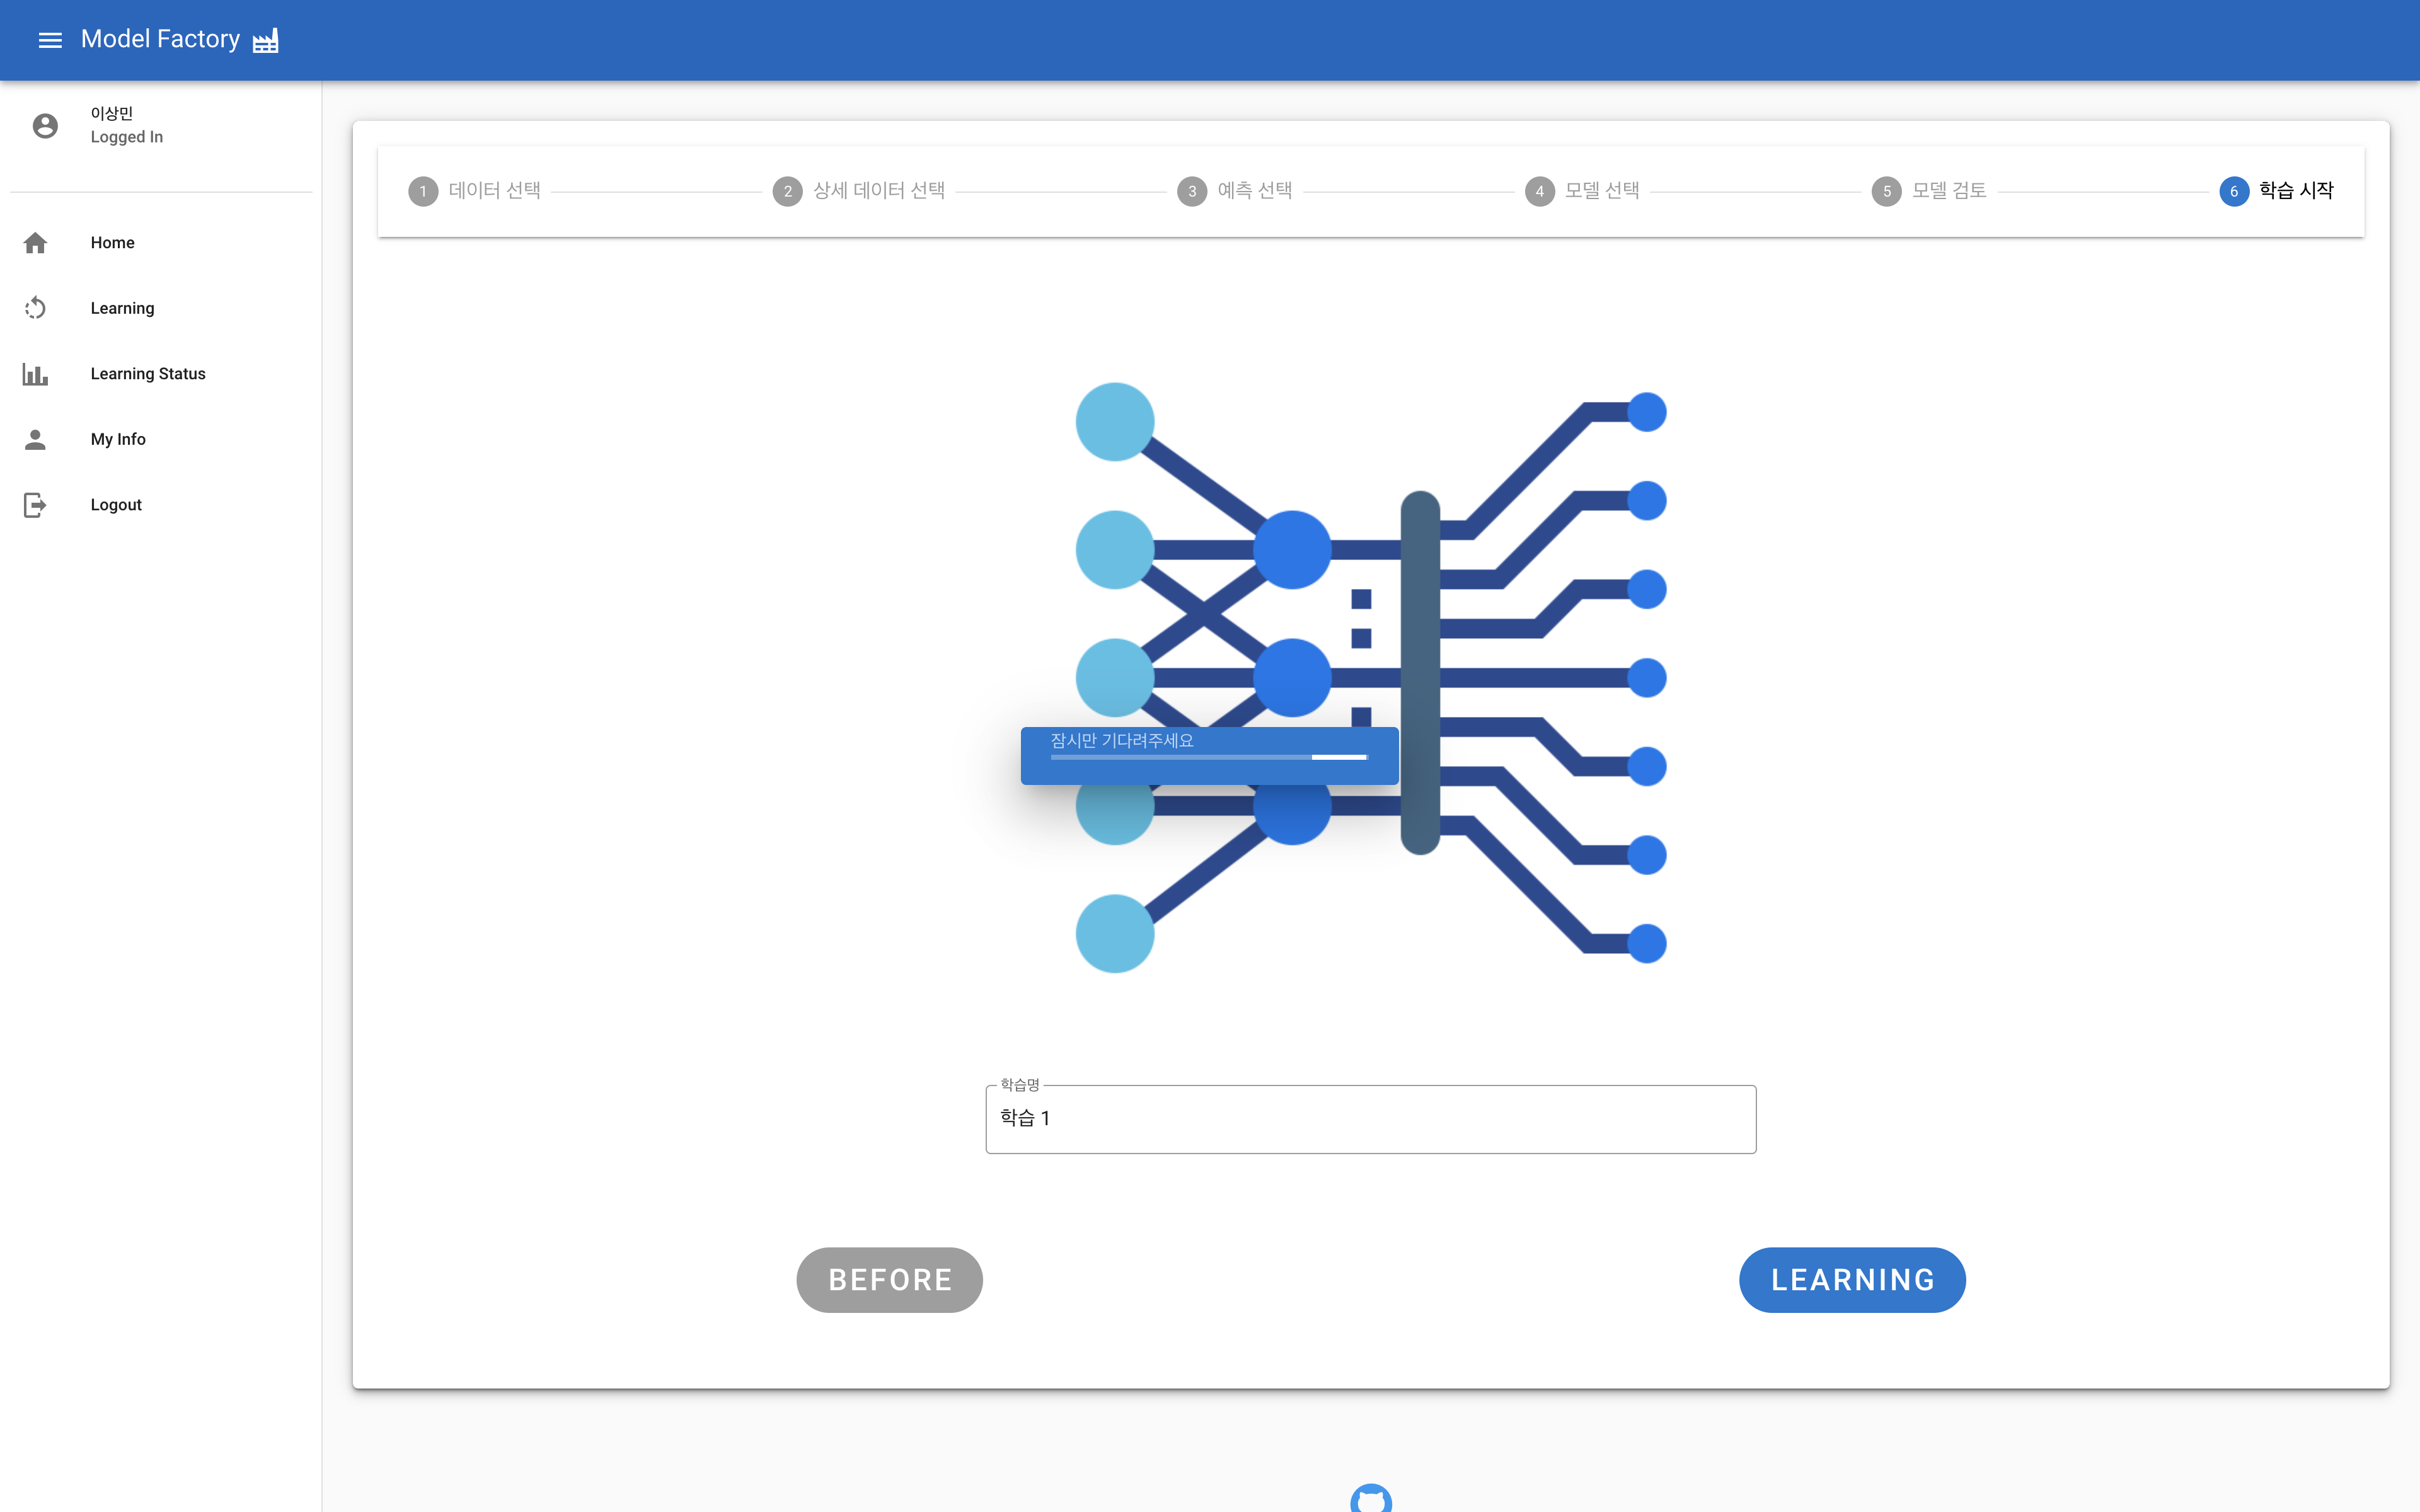 Model Factory
이상민
Logged In
Home
Learning
Learning Status
My Info
Logout
1 데이터 선택
2 상세 데이터 선택
3 예측 선택
4 모델 선택
5 모델 검토
6 학습 시작
잠시만 기다려주세요
학습명
학습 1
BEFORE
LEARNING